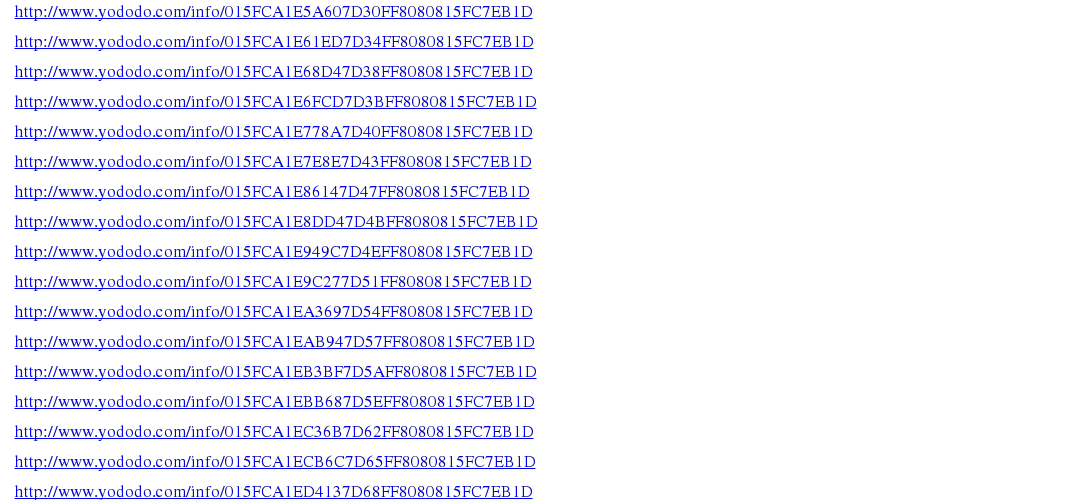 http://www.yododo.com/info/015FCA1E5A607D30FF8080815FC7EB1D
http://www.yododo.com/info/015FCA1E61ED7D34FF8080815FC7EB1D
http://www.yododo.com/info/015FCA1E68D47D38FF8080815FC7EB1D
http://www.yododo.com/info/015FCA1E6FCD7D3BFF8080815FC7EB1D
http://www.yododo.com/info/015FCA1E778A7D40FF8080815FC7EB1D
http://www.yododo.com/info/015FCA1E7E8E7D43FF8080815FC7EB1D
http://www.yododo.com/info/015FCA1E86147D47FF8080815FC7EB1D
http://www.yododo.com/info/015FCA1E8DD47D4BFF8080815FC7EB1D
http://www.yododo.com/info/015FCA1E949C7D4EFF8080815FC7EB1D
http://www.yododo.com/info/015FCA1E9C277D51FF8080815FC7EB1D
http://www.yododo.com/info/015FCA1EA3697D54FF8080815FC7EB1D
http://www.yododo.com/info/015FCA1EAB947D57FF8080815FC7EB1D
http://www.yododo.com/info/015FCA1EB3BF7D5AFF8080815FC7EB1D
http://www.yododo.com/info/015FCA1EBB687D5EFF8080815FC7EB1D
http://www.yododo.com/info/015FCA1EC36B7D62FF8080815FC7EB1D
http://www.yododo.com/info/015FCA1ECB6C7D65FF8080815FC7EB1D
http://www.yododo.com/info/015FCA1ED4137D68FF8080815FC7EB1D